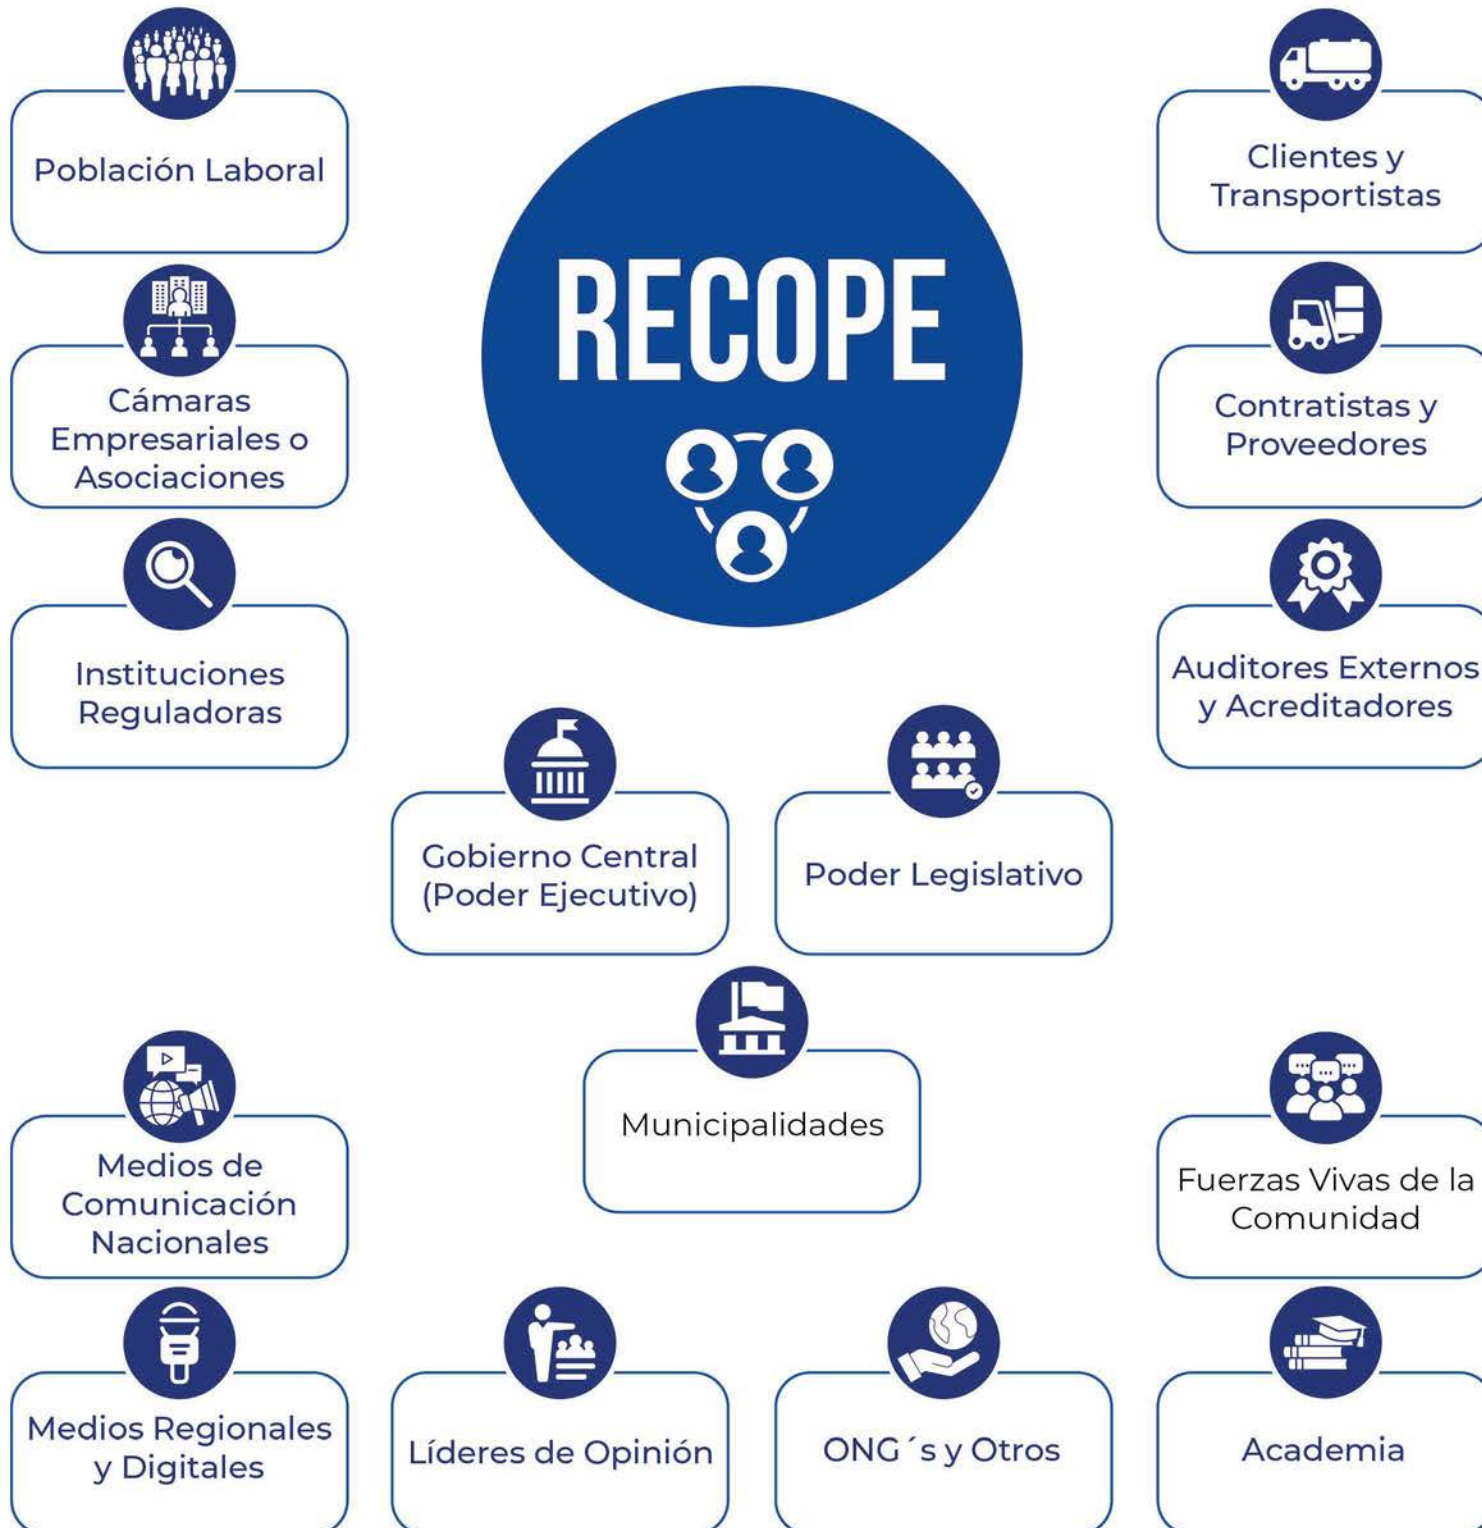 Población Laboral
RECOPE
Clientes y
Transportistas
Cámaras
Empresariales o
Asociaciones
Contratistas y
Proveedores
Instituciones
Reguladoras
Auditores Externos
y Acreditadores
Gobierno Central
(Poder Ejecutivo)
Poder Legislativo
Municipalidades
Medios de
Comunicación
Nacionales
Fuerzas Vivas de la
Comunidad
Medios Regionales
y Digitales
Líderes de Opinión
ONG´s y Otros
Academia